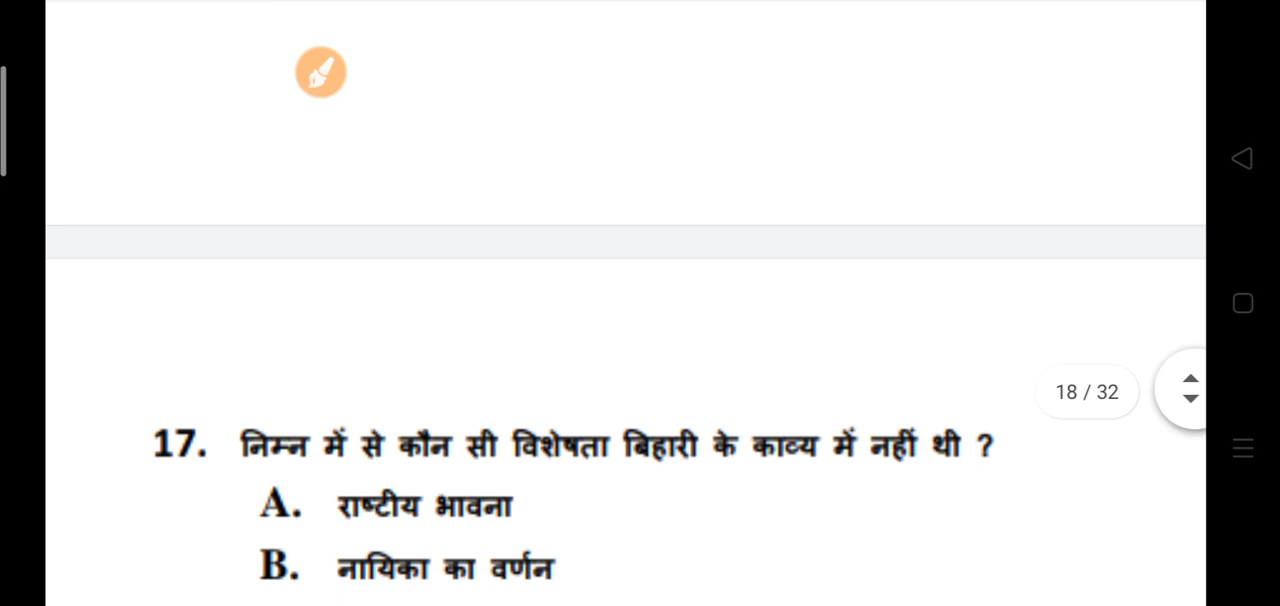 18 / 32
17. निम्न में से कौन सी विशेषता बिहारी के काव्य में नहीं थी ?
A. राष्टीय भावना
B. नायिका का वर्णन